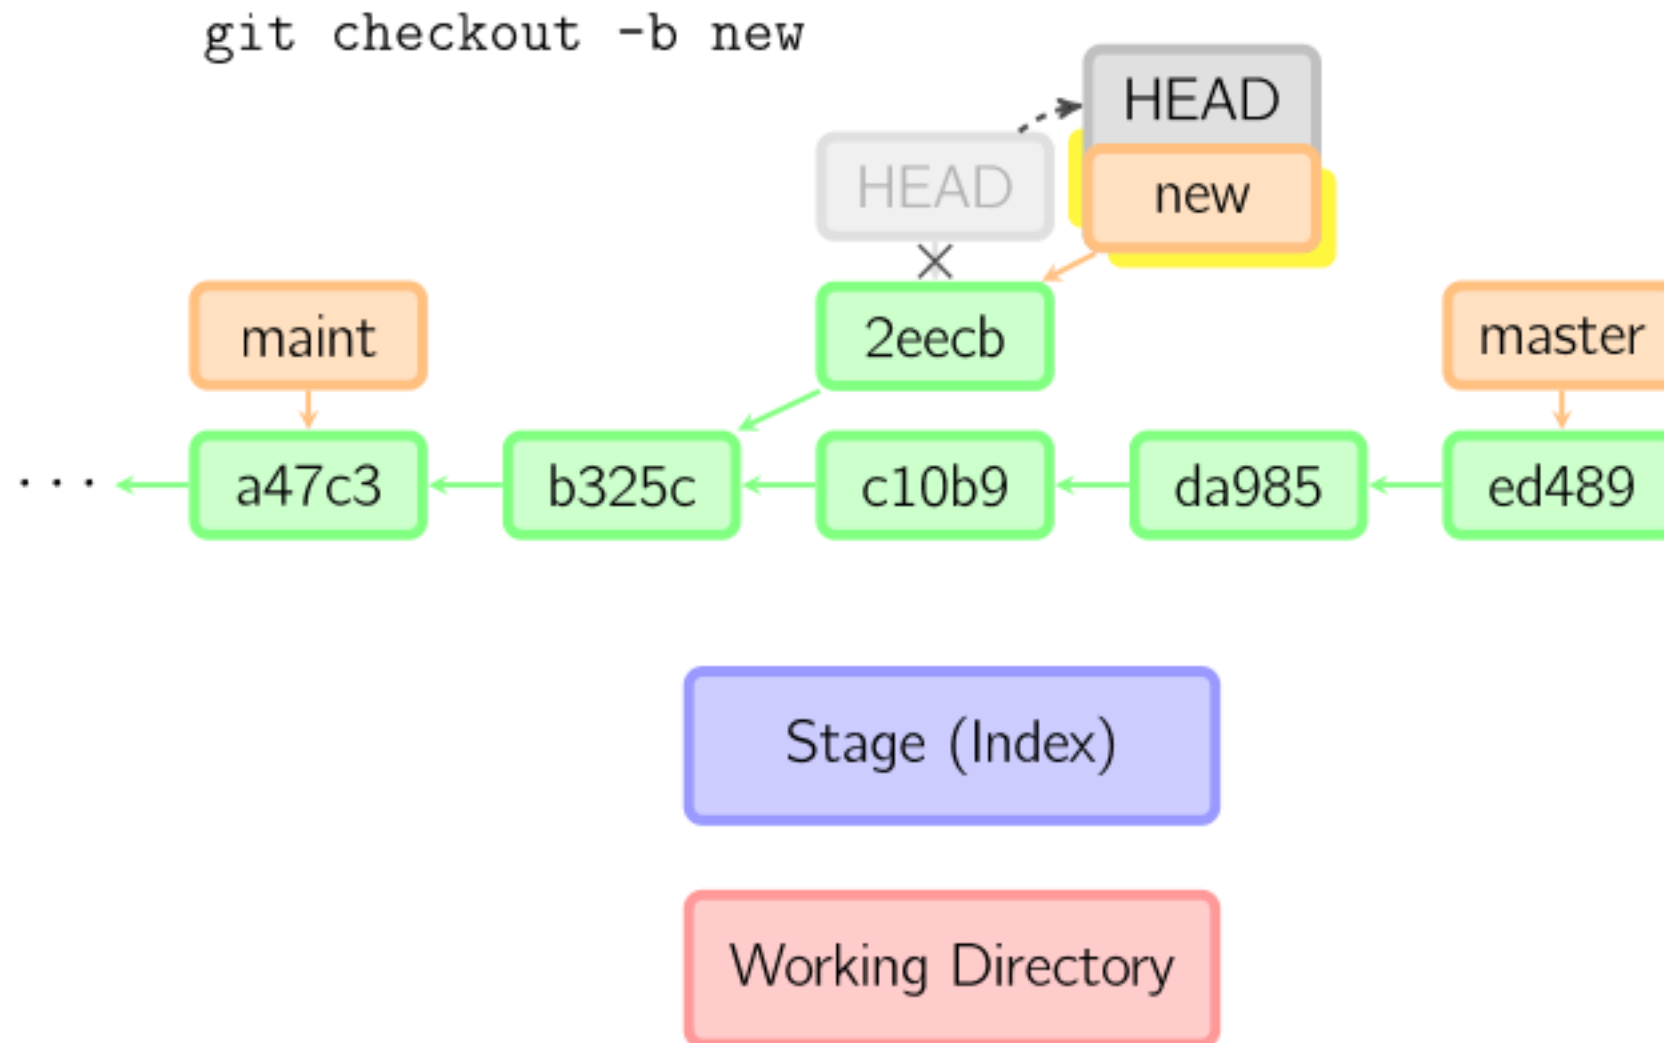 git checkout -b new
HEAD
HEAD
new
maint
2eecb
master
... a47c3 b325c c10b9 da985 ed489
Stage (Index)
Working Directory